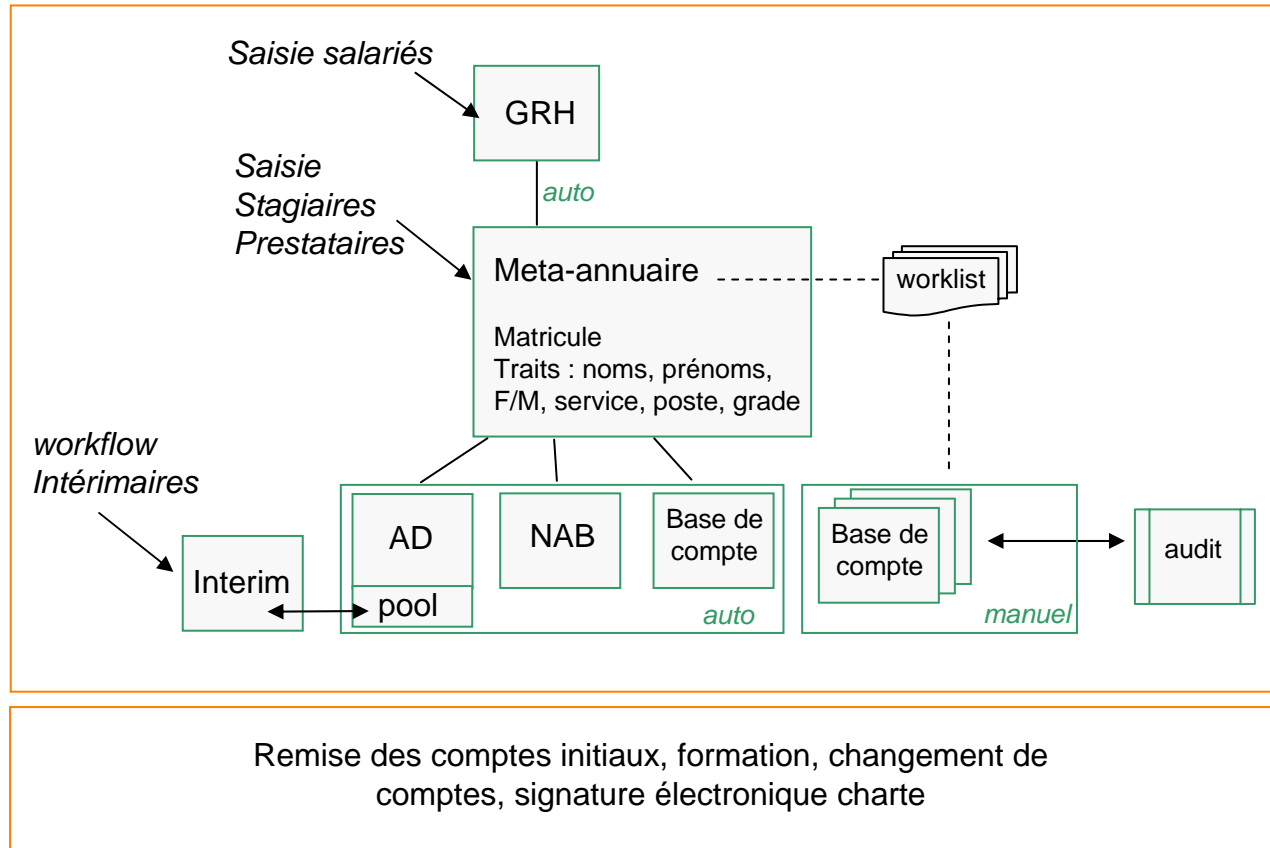 Saisie salariés
GRH
Saisie
Stagiaires
Prestataires
auto
Meta-annuaire
Matricule
Traits : noms, prénoms,
F/M, service, poste, grade
worklist
workflow
Intérimaires
Interim
AD
pool
NAB
Base de
compte
auto
Base de
compte
manuel
audit
Remise des comptes initiaux, formation, changement de
comptes, signature électronique charte